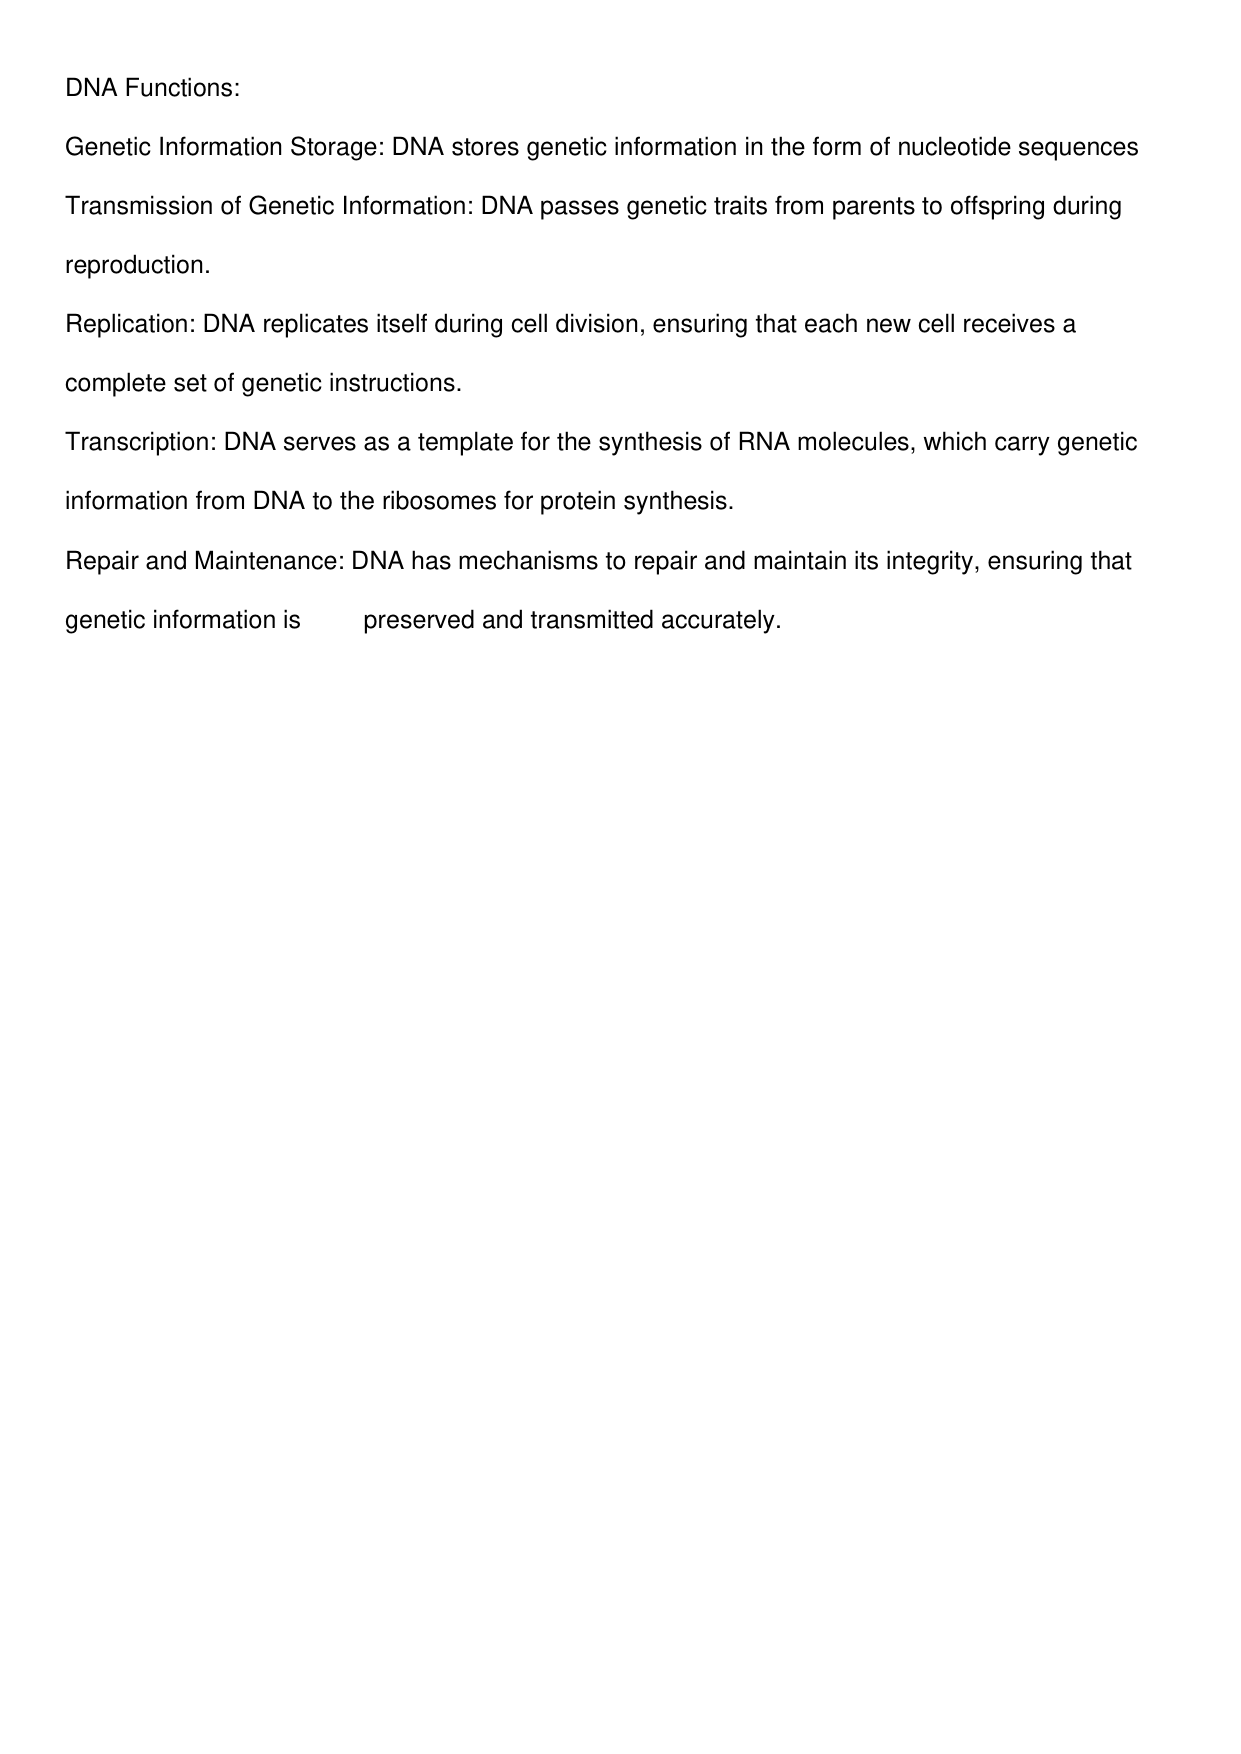 DNA Functions:
Genetic Information Storage: DNA stores genetic information in the form of nucleotide sequences
Transmission of Genetic Information: DNA passes genetic traits from parents to offspring during
reproduction.
Replication: DNA replicates itself during cell division, ensuring that each new cell receives a
complete set of genetic instructions.
Transcription: DNA serves as a template for the synthesis of RNA molecules, which carry genetic
information from DNA to the ribosomes for protein synthesis.
Repair and Maintenance: DNA has mechanisms to repair and maintain its integrity, ensuring that
genetic information is preserved and transmitted accurately.